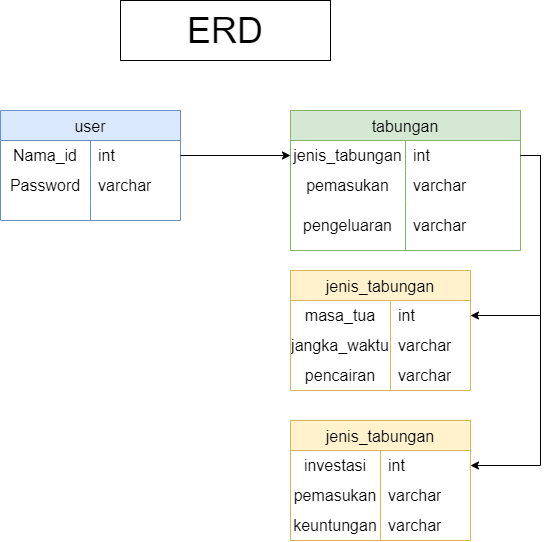 ERD
user
Nama_id int
Password varchar
tabungan
jenis_tabungan int
pemasukan varchar
pengeluaran varchar
jenis_tabungan
masa_tua int
jangka_waktu varchar
pencairan varchar
jenis_tabungan
investasi int
pemasukan varchar
keuntungan varchar